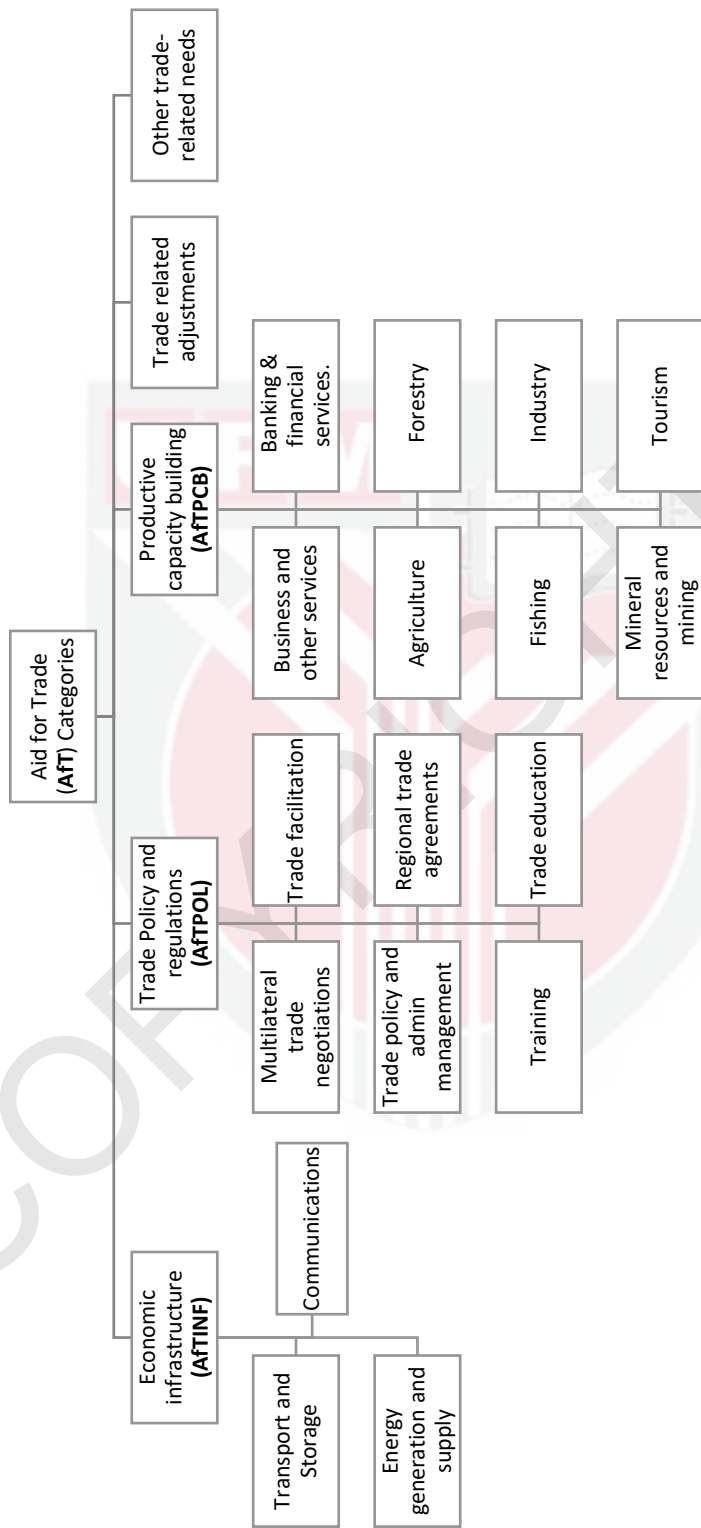 Aid for Trade
(AfT) Categories
Economic
infrastructure
(AfTINF)
Transport and
Storage
Communications
Energy
generation and
supply
Trade Policy and
regulations
(AfTPOL)
Multilateral
trade
negotiations
Trade facilitation
Trade policy and
admin
management
Regional trade
agreements
Training
Trade education
Productive
capacity building
(AfTPCB)
Business and
other services
Banking &
financial
services.
Agriculture
Forestry
Fishing
Industry
Mineral
resources and
mining
Tourism
Trade related
adjustments
Other trade-
related needs
UPM
COPYRIGHT